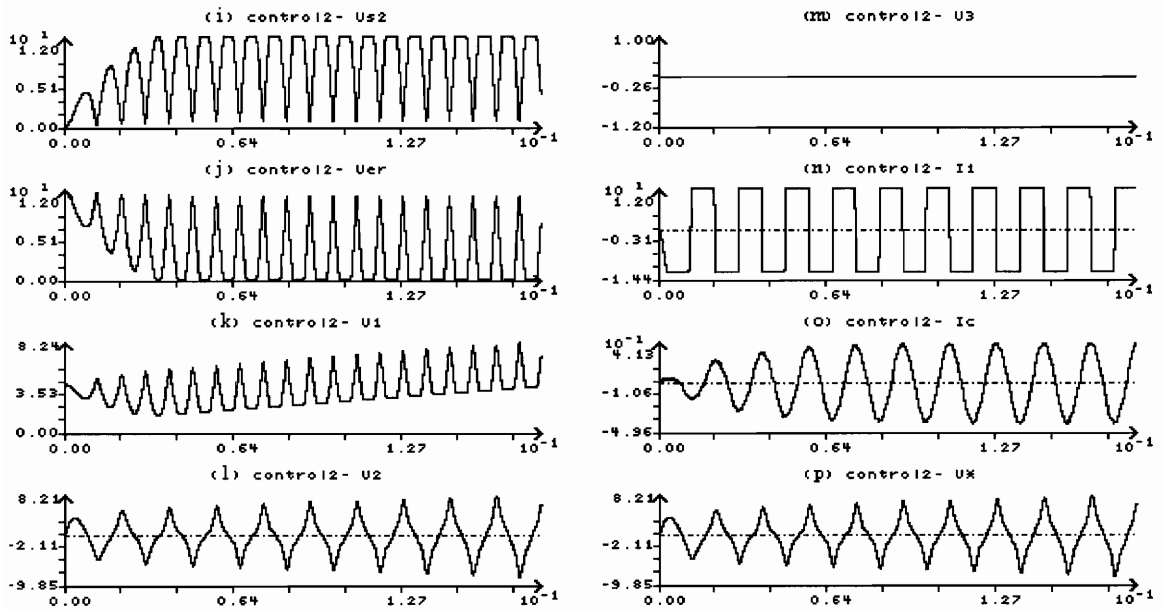 (i) control2- Us2
10 1
1.20
0.51
0.00
0.00 0.64 1.27 10-1
(j) control2- Uer
10 1
1.20
0.51
0.00
0.00 0.64 1.27 10-1
(k) control2- U1
8.24
3.53
0.00
0.00 0.64 1.27 10-1
(l) control2- U2
8.21
-2.11
-9.85
0.00 0.64 1.27 10-1
(m) control2- U3
1.00
-0.26
-1.20
0.00 0.64 1.27 10-1
(n) control2- I1
10 1
1.20
-0.31
-1.44
0.00 0.64 1.27 10-1
(o) control2- Ic
10-1
4.13
-1.06
-4.96
0.00 0.64 1.27 10-1
(p) control2- UX
8.21
-2.11
-9.85
0.00 0.64 1.27 10-1